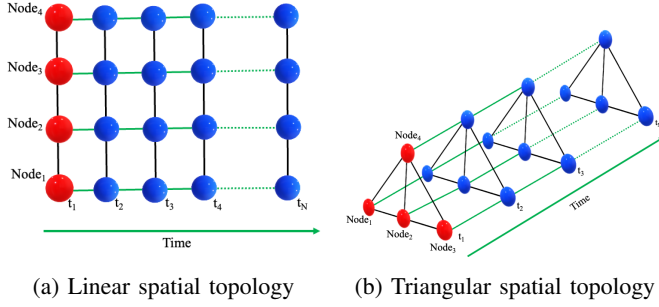 Node₄
Node₃
Node₂
Node₁
t₁ t₂ t₃ t₄ t_N
Time
Node₄
Node₁
Node₂
Node₃
t₁
t₂
t₃
Time
(a) Linear spatial topology
(b) Triangular spatial topology